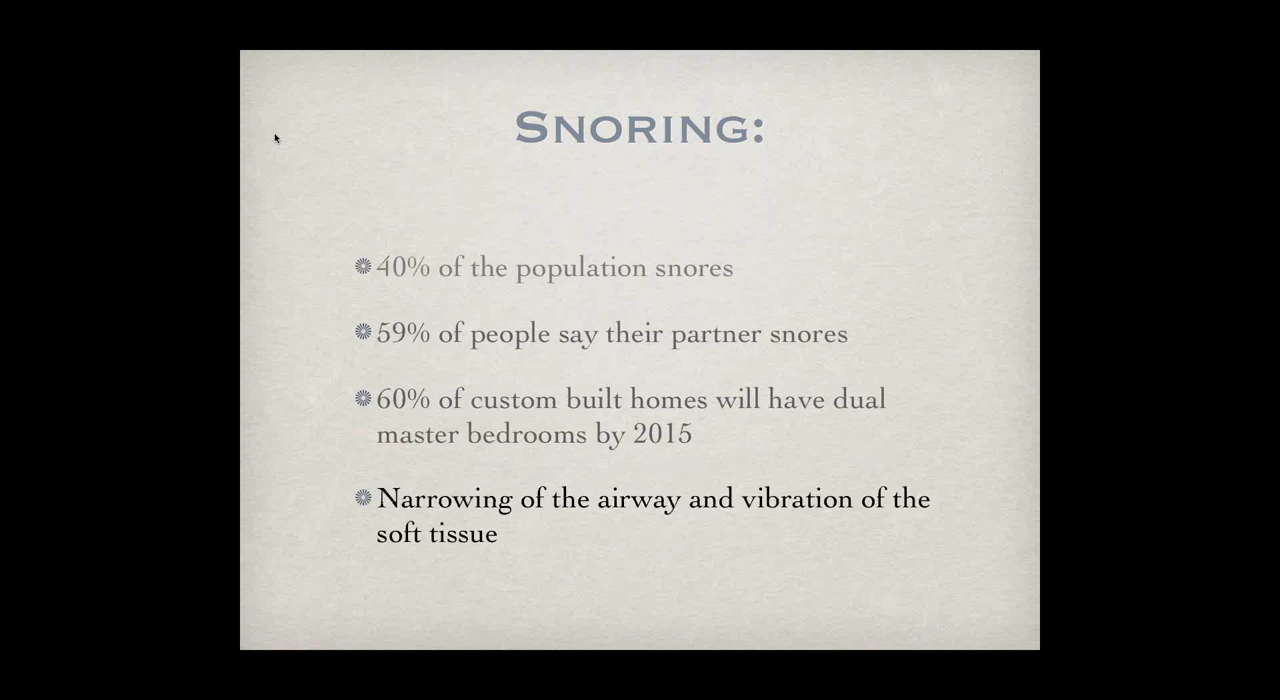 SNORING:
40% of the population snores
59% of people say their partner snores
60% of custom built homes will have dual
master bedrooms by 2015
Narrowing of the airway and vibration of the
soft tissue